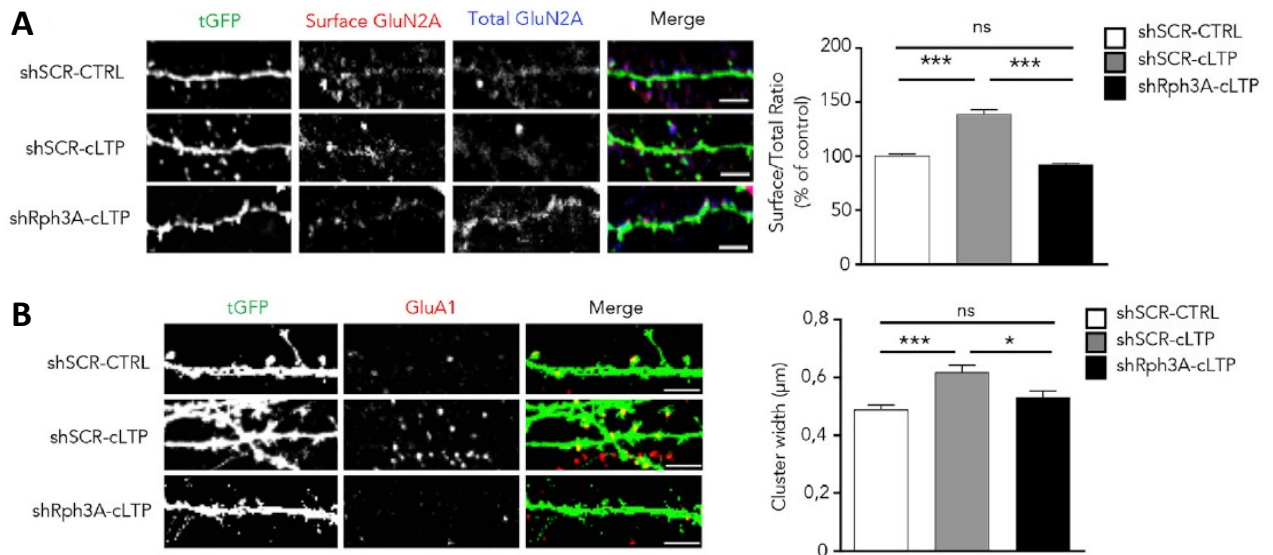 A
tGFP
Surface GluN2A
Total GluN2A
Merge
shSCR-CTRL
shSCR-cLTP
shRph3A-cLTP
Surface/Total Ratio
(% of control)
200
150
100
50
0
ns
***
***
shSCR-CTRL
shSCR-cLTP
shRph3A-cLTP
B
tGFP
GluA1
Merge
shSCR-CTRL
shSCR-cLTP
shRph3A-cLTP
Cluster width (µm)
0,8
0,6
0,4
0,2
0
ns
***
*
shSCR-CTRL
shSCR-cLTP
shRph3A-cLTP